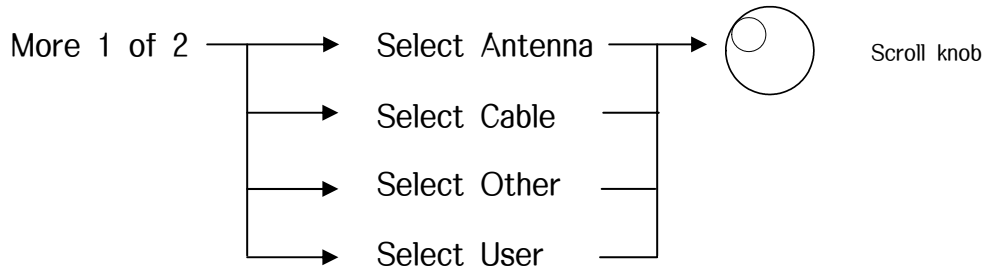 More 1 of 2
Select Antenna
Scroll knob
Select Cable
Select Other
Select User